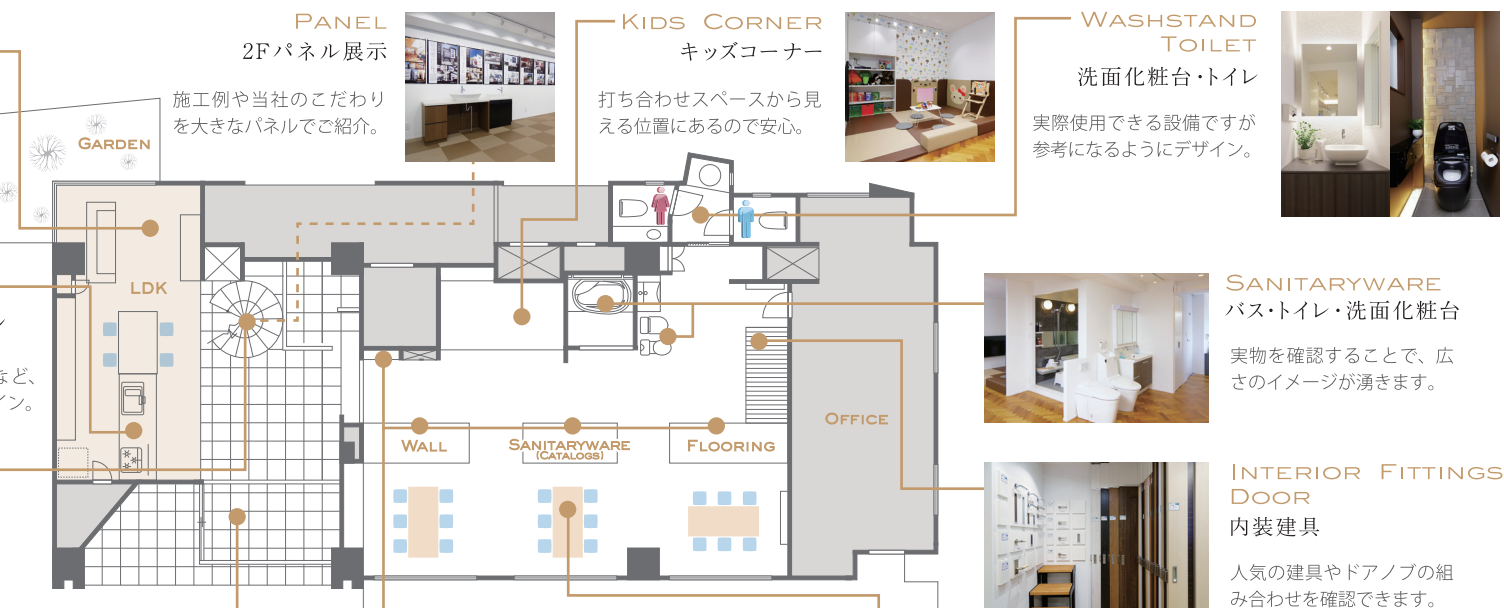 PANEL
2Fパネル展示
施工例や当社のこだわり
を大きなパネルでご紹介。
KIDS CORNER
キッズコーナー
打ち合わせスペースから見
える位置にあるので安心。
WASHSTAND
TOILET
洗面化粧台・トイレ
実際使用できる設備ですが
参考になるようにデザイン。
GARDEN
LDK
SANITARYWARE
バス・トイレ・洗面化粧台
実物を確認することで、広
さのイメージが湧きます。
など、
イン。
OFFICE
WALL
SANITARYWARE
(CATALOGS)
FLOORING
INTERIOR FITTINGS
DOOR
内装建具
人気の建具やドアノブの組
み合わせを確認できます。